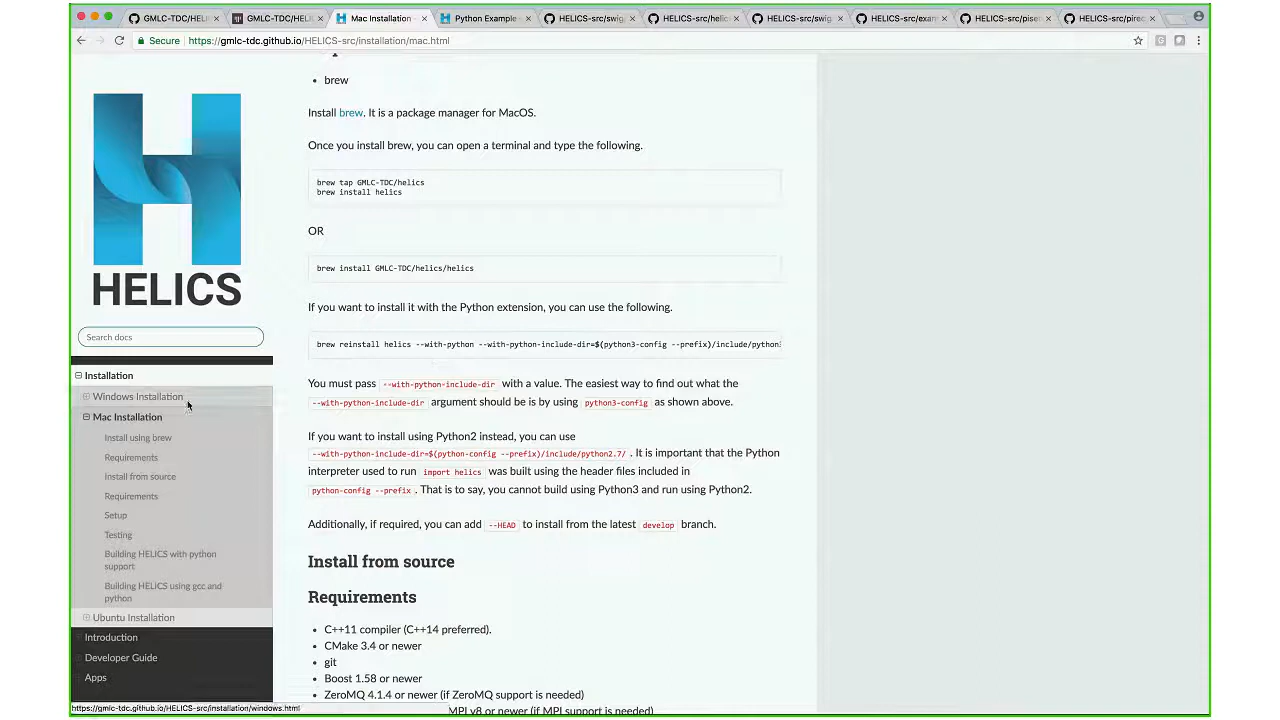 GMLC-TDC/HELIC
GMLC-TDC/HELIC
Mac Installation
Python Example
HELICS-src/swig
HELICS-src/helic
HELICS-src/swig
HELICS-src/exam
HELICS-src/pisen
HELICS-src/pirec
Secure
https://gmlc-tdc.github.io/HELICS-src/installation/mac.html
HELICS
Search docs
Installation
Windows Installation
Mac Installation
Install using brew
Requirements
Install from source
Requirements
Setup
Testing
Building HELICS with python
support
Building HELICS using gcc and
python
Ubuntu Installation
Introduction
Developer Guide
Apps
brew
Install brew. It is a package manager for MacOS.
Once you install brew, you can open a terminal and type the following.
brew tap GMLC-TDC/helics
brew install helics
OR
brew install GMLC-TDC/helics/helics
If you want to install it with the Python extension, you can use the following.
brew reinstall helics --with-python --with-python-include-dir=$(python3-config --prefix)/include/python3
You must pass --with-python-include-dir with a value. The easiest way to find out what the
--with-python-include-dir argument should be is by using python3-config as shown above.
If you want to install using Python2 instead, you can use
--with-python-include-dir=$(python-config --prefix)/include/python2.7/ . It is important that the Python
interpreter used to run import helics was built using the header files included in
python-config --prefix . That is to say, you cannot build using Python3 and run using Python2.
Additionally, if required, you can add --HEAD to install from the latest develop branch.
Install from source
Requirements
C++11 compiler (C++14 preferred).
CMake 3.4 or newer
git
Boost 1.58 or newer
ZeroMQ 4.1.4 or newer (if ZeroMQ support is needed)
MPI v8 or newer (if MPI support is needed)
https://gmlc-tdc.github.io/HELICS-src/installation/windows.html